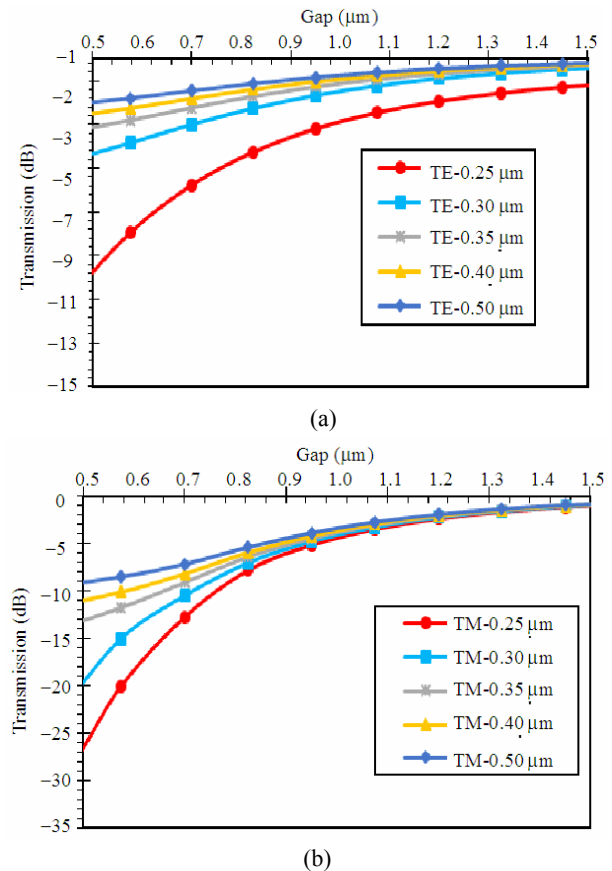 Gap (μm)
0.5 0.6 0.7 0.8 0.9 1.0 1.1 1.2 1.3 1.4 1.5
−1
−2
−3
−5
−7
−9
−11
−13
−15
Transmission (dB)
TE-0.25 μm
TE-0.30 μm
TE-0.35 μm
TE-0.40 μm
TE-0.50 μm
(a)
Gap (μm)
0.5 0.6 0.7 0.8 0.9 1.0 1.1 1.2 1.3 1.4 1.5
0
−5
−10
−15
−20
−25
−30
−35
Transmission (dB)
TM-0.25 μm
TM-0.30 μm
TM-0.35 μm
TM-0.40 μm
TM-0.50 μm
(b)